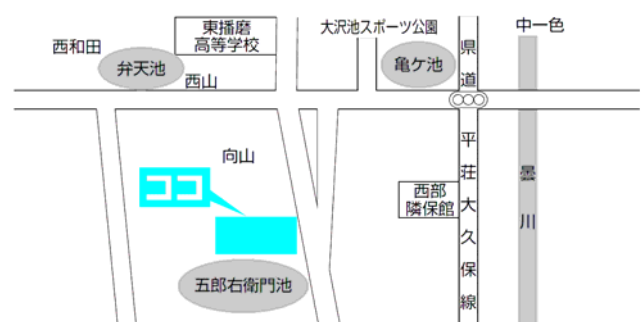 東播磨
高等学校
大沢池スポーツ公園
中一色
西和田
弁天池
西山
亀ケ池
県道
向山
ココ
平荘大久保線
西部
隣保館
曇川
五郎右衛門池